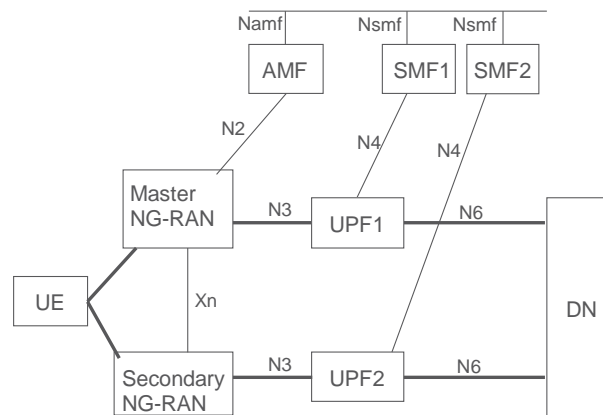 Namf
Nsmf
Nsmf
AMF
SMF1
SMF2
N2
N4
N4
Master
NG-RAN
N3
UPF1
N6
UE
Xn
DN
Secondary
NG-RAN
N3
UPF2
N6